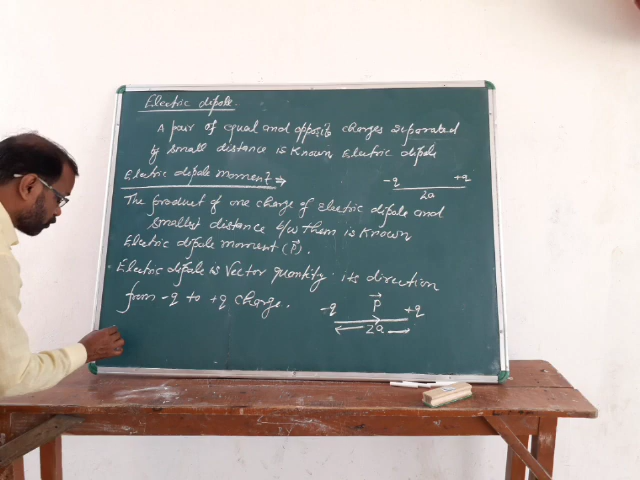 Electric dipole.
A pair of equal and opposite charges separated
by small distance is known Electric dipole
Electric dipole moment ⇒
-q +q
2a
The product of one charge of electric dipole and
smallest distance b/w them is known
Electric dipole moment (P⃗).
Electric dipole is vector quantity. its direction
from -q to +q charge.
-q P⃗ +q
2a